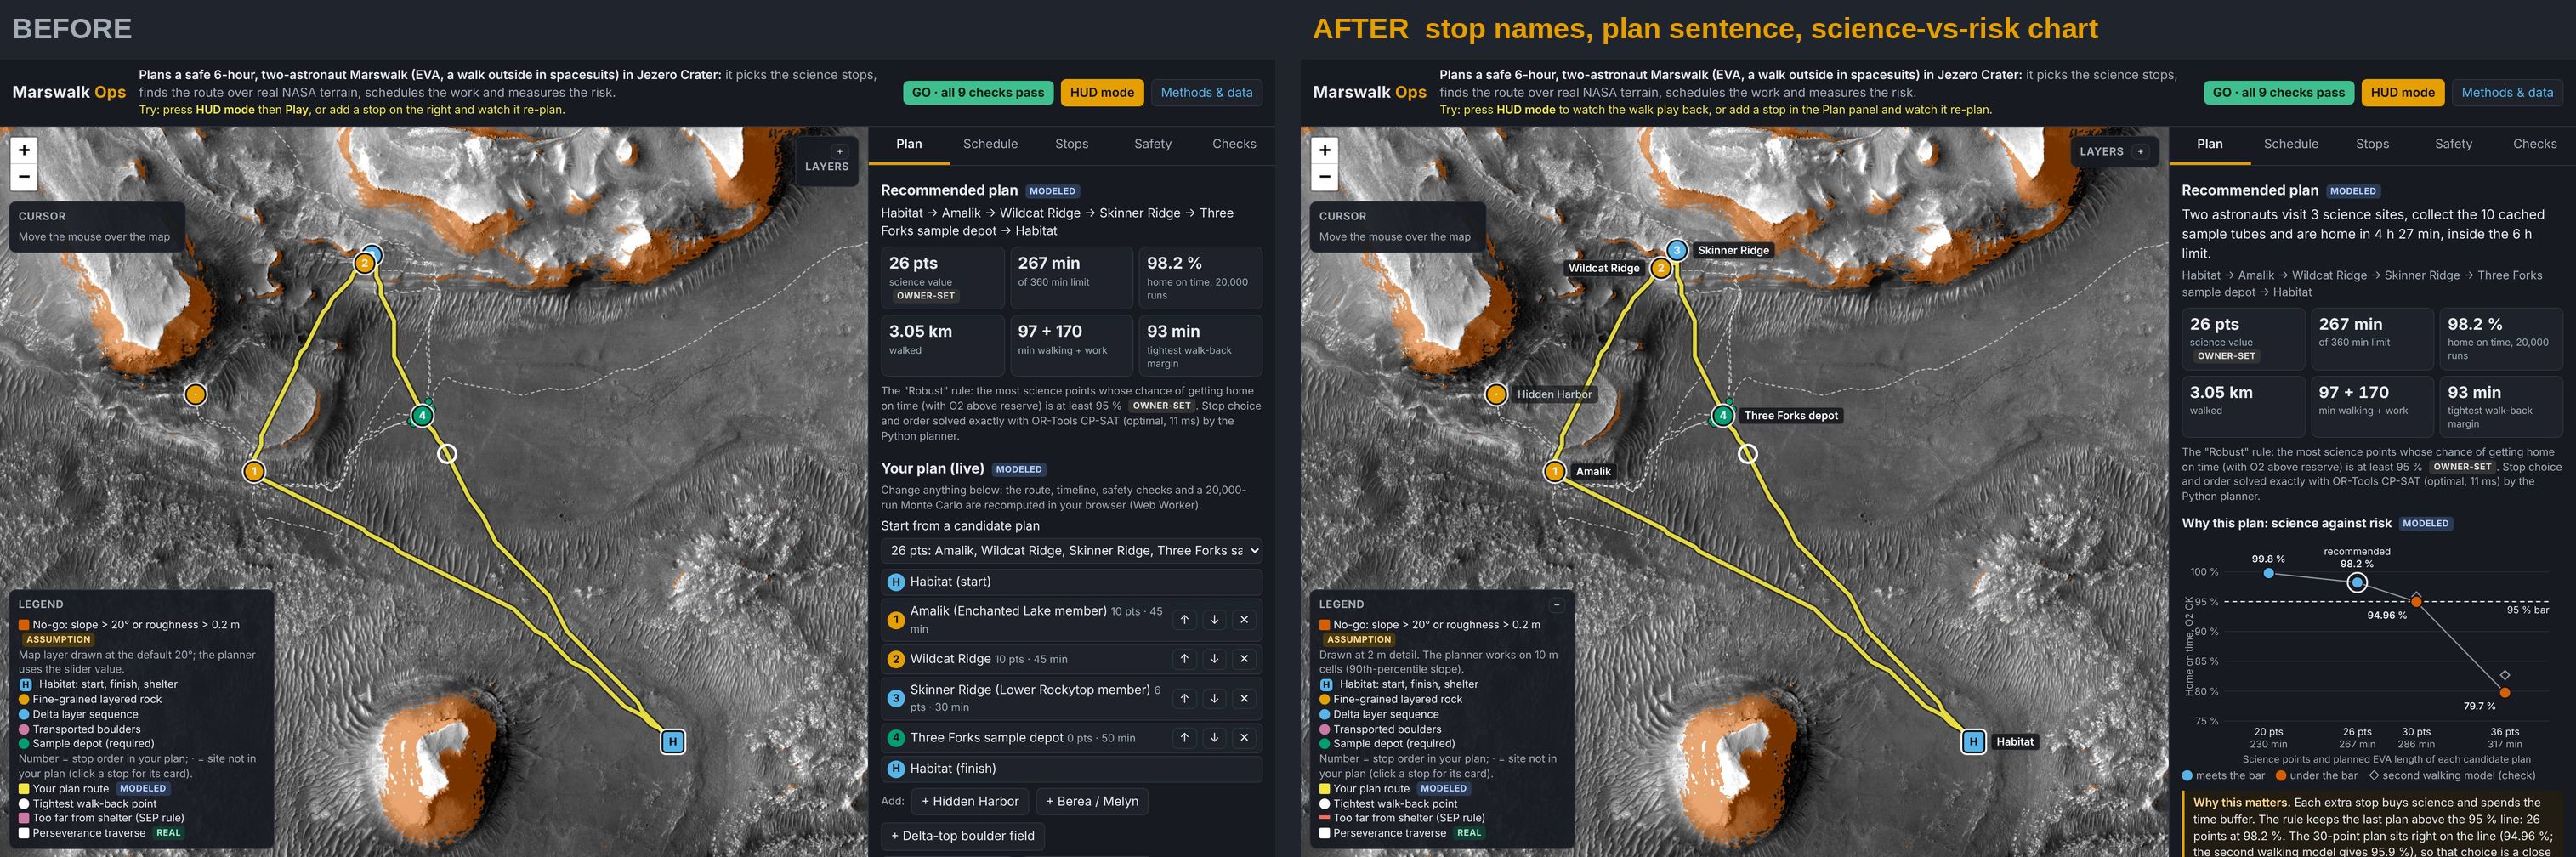 BEFORE
Marswalk Ops
Plans a safe 6-hour, two-astronaut Marswalk (EVA, a walk outside in spacesuits) in Jezero Crater: it picks the science stops,
finds the route over real NASA terrain, schedules the work and measures the risk.
Try: press HUD mode then Play, or add a stop on the right and watch it re-plan.
GO · all 9 checks pass
HUD mode
Methods & data
+
−
CURSOR
Move the mouse over the map
+
LAYERS
2
4
1
H
LEGEND
No-go: slope > 20° or roughness > 0.2 m
ASSUMPTION
Map layer drawn at the default 20°; the planner
uses the slider value.
H Habitat: start, finish, shelter
Fine-grained layered rock
Delta layer sequence
Transported boulders
Sample depot (required)
Number = stop order in your plan; · = site not in
your plan (click a stop for its card).
Your plan route MODELED
Tightest walk-back point
Too far from shelter (SEP rule)
Perseverance traverse REAL
Plan Schedule Stops Safety Checks
Recommended plan MODELED
Habitat → Amalik → Wildcat Ridge → Skinner Ridge → Three
Forks sample depot → Habitat
26 pts
science value
OWNER-SET
267 min
of 360 min limit
98.2 %
home on time, 20,000
runs
3.05 km
walked
97 + 170
min walking + work
93 min
tightest walk-back
margin
The "Robust" rule: the most science points whose chance of getting home
on time (with O2 above reserve) is at least 95 % OWNER-SET. Stop choice
and order solved exactly with OR-Tools CP-SAT (optimal, 11 ms) by the
Python planner.
Your plan (live) MODELED
Change anything below: the route, timeline, safety checks and a 20,000-
run Monte Carlo are recomputed in your browser (Web Worker).
Start from a candidate plan
26 pts: Amalik, Wildcat Ridge, Skinner Ridge, Three Forks sa
H Habitat (start)
1 Amalik (Enchanted Lake member) 10 pts · 45
min
↑ ↓ ✕
2 Wildcat Ridge 10 pts · 45 min ↑ ↓ ✕
3 Skinner Ridge (Lower Rockytop member) 6
pts · 30 min
↑ ↓ ✕
4 Three Forks sample depot 0 pts · 50 min ↑ ↓ ✕
H Habitat (finish)
Add: + Hidden Harbor + Berea / Melyn
+ Delta-top boulder field
AFTER stop names, plan sentence, science-vs-risk chart
Marswalk Ops
Plans a safe 6-hour, two-astronaut Marswalk (EVA, a walk outside in spacesuits) in Jezero Crater: it picks the science stops,
finds the route over real NASA terrain, schedules the work and measures the risk.
Try: press HUD mode to watch the walk play back, or add a stop in the Plan panel and watch it re-plan.
GO · all 9 checks pass
HUD mode
Methods & data
+
−
CURSOR
Move the mouse over the map
LAYERS +
3 Skinner Ridge
Wildcat Ridge 2
Hidden Harbor
4 Three Forks depot
1 Amalik
H Habitat
LEGEND −
No-go: slope > 20° or roughness > 0.2 m
ASSUMPTION
Drawn at 2 m detail. The planner works on 10 m
cells (90th-percentile slope).
H Habitat: start, finish, shelter
Fine-grained layered rock
Delta layer sequence
Transported boulders
Sample depot (required)
Number = stop order in your plan; · = site not in
your plan (click a stop for its card).
Your plan route MODELED
Tightest walk-back point
Too far from shelter (SEP rule)
Perseverance traverse REAL
Plan Schedule Stops Safety Checks
Recommended plan MODELED
Two astronauts visit 3 science sites, collect the 10 cached
sample tubes and are home in 4 h 27 min, inside the 6 h
limit.
Habitat → Amalik → Wildcat Ridge → Skinner Ridge → Three Forks
sample depot → Habitat
26 pts
science value
OWNER-SET
267 min
of 360 min limit
98.2 %
home on time, 20,000
runs
3.05 km
walked
97 + 170
min walking + work
93 min
tightest walk-back
margin
The "Robust" rule: the most science points whose chance of getting home
on time (with O2 above reserve) is at least 95 % OWNER-SET. Stop choice
and order solved exactly with OR-Tools CP-SAT (optimal, 11 ms) by the
Python planner.
Why this plan: science against risk MODELED
Home on time, O2 OK
100 %
95 %
90 %
85 %
80 %
75 %
99.8 %
recommended
98.2 %
94.96 %
95 % bar
79.7 %
20 pts 26 pts 30 pts 36 pts
230 min 267 min 286 min 317 min
Science points and planned EVA length of each candidate plan
meets the bar under the bar second walking model (check)
Why this matters. Each extra stop buys science and spends the
time buffer. The rule keeps the last plan above the 95 % line: 26
points at 98.2 %. The 30-point plan sits right on the line (94.96 %;
the second walking model gives 95.9 %), so that choice is a close